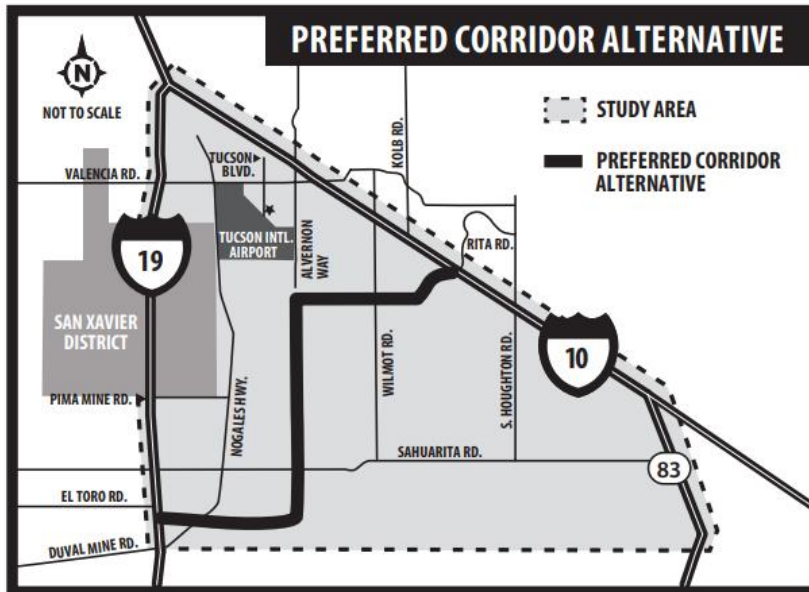 PREFERRED CORRIDOR ALTERNATIVE
N
NOT TO SCALE
STUDY AREA
PREFERRED CORRIDOR
ALTERNATIVE
KOLB RD.
TUCSON
BLVD.
VALENCIA RD.
RITA RD.
TUCSON INTL.
AIRPORT
ALVERNON
WAY
19
SAN XAVIER
DISTRICT
10
WILMOT RD.
S. HOUGHTON RD.
PIMA MINE RD.
NOGALES HWY.
SAHUARITA RD.
83
EL TORO RD.
DUVAL MINE RD.